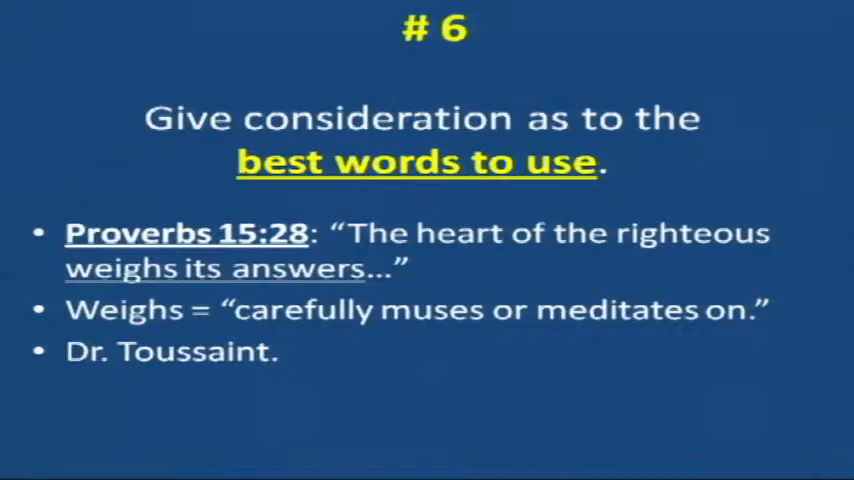 # 6
Give consideration as to the
best words to use.
• Proverbs 15:28: “The heart of the righteous
weighs its answers...”
• Weighs = “carefully muses or meditates on.”
• Dr. Toussaint.